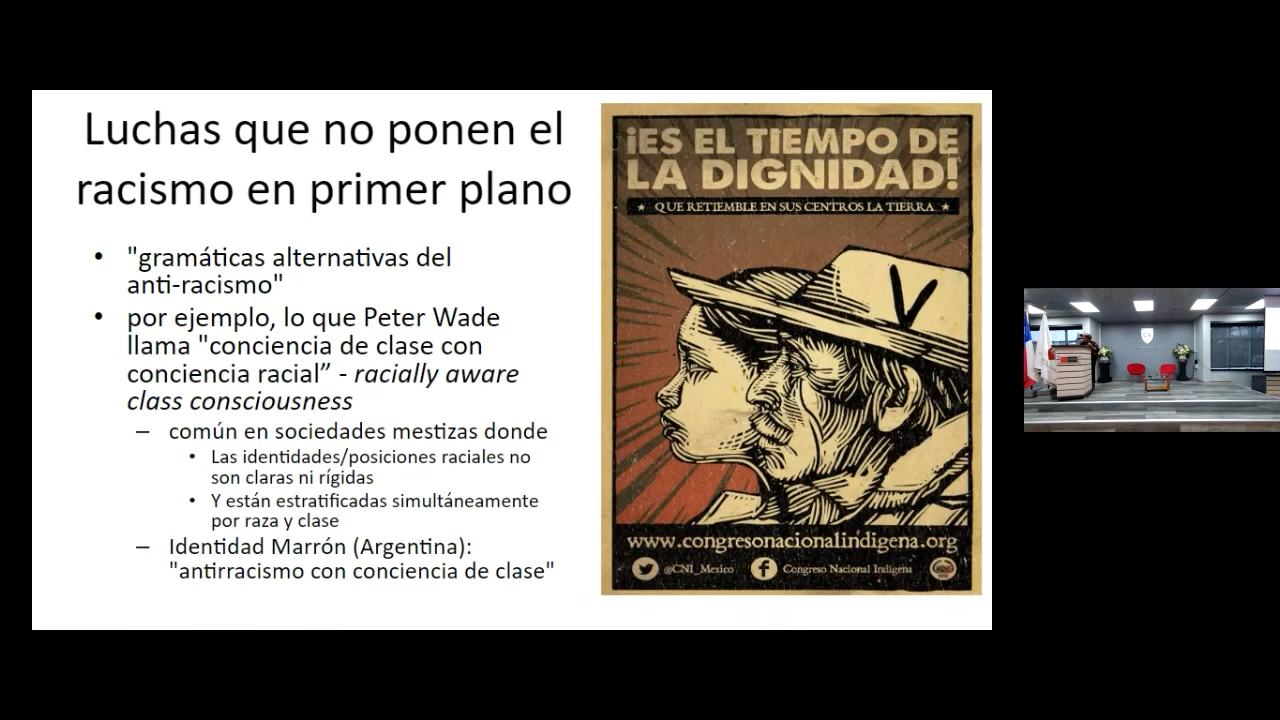 Luchas que no ponen el
racismo en primer plano
• "gramáticas alternativas del
anti-racismo"
• por ejemplo, lo que Peter Wade
llama "conciencia de clase con
conciencia racial” - racially aware
class consciousness
– común en sociedades mestizas donde
• Las identidades/posiciones raciales no
son claras ni rígidas
• Y están estratificadas simultáneamente
por raza y clase
– Identidad Marrón (Argentina):
"antirracismo con conciencia de clase"
¡ES EL TIEMPO DE
LA DIGNIDAD!
★ QUE RETIEMBLE EN SUS CENTROS LA TIERRA ★
V
www.congresonacionalindigena.org
@CNI_Mexico Congreso Nacional Indígena